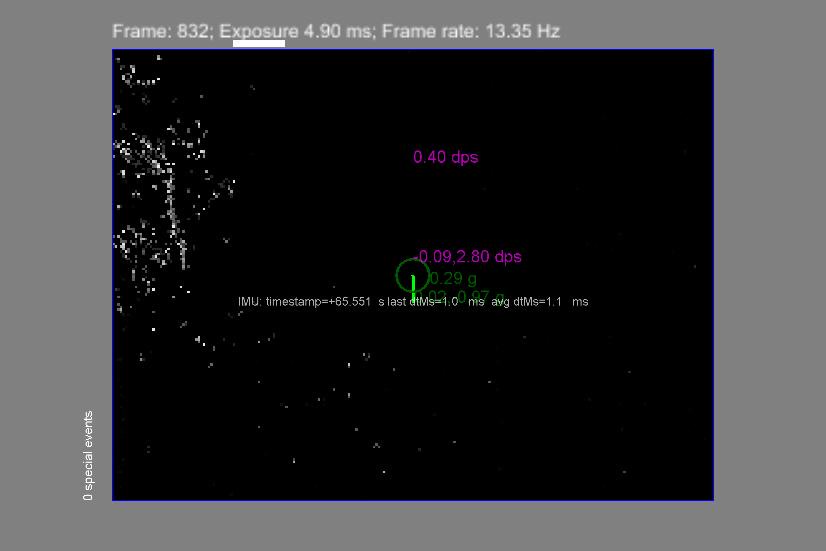 Frame: 832; Exposure 4.90 ms; Frame rate: 13.35 Hz
0.40 dps
-0.09,2.80 dps
0.29 g
IMU: timestamp=+65.551 s last dtMs=1.0 ms avg dtMs=1.1 ms
0 special events